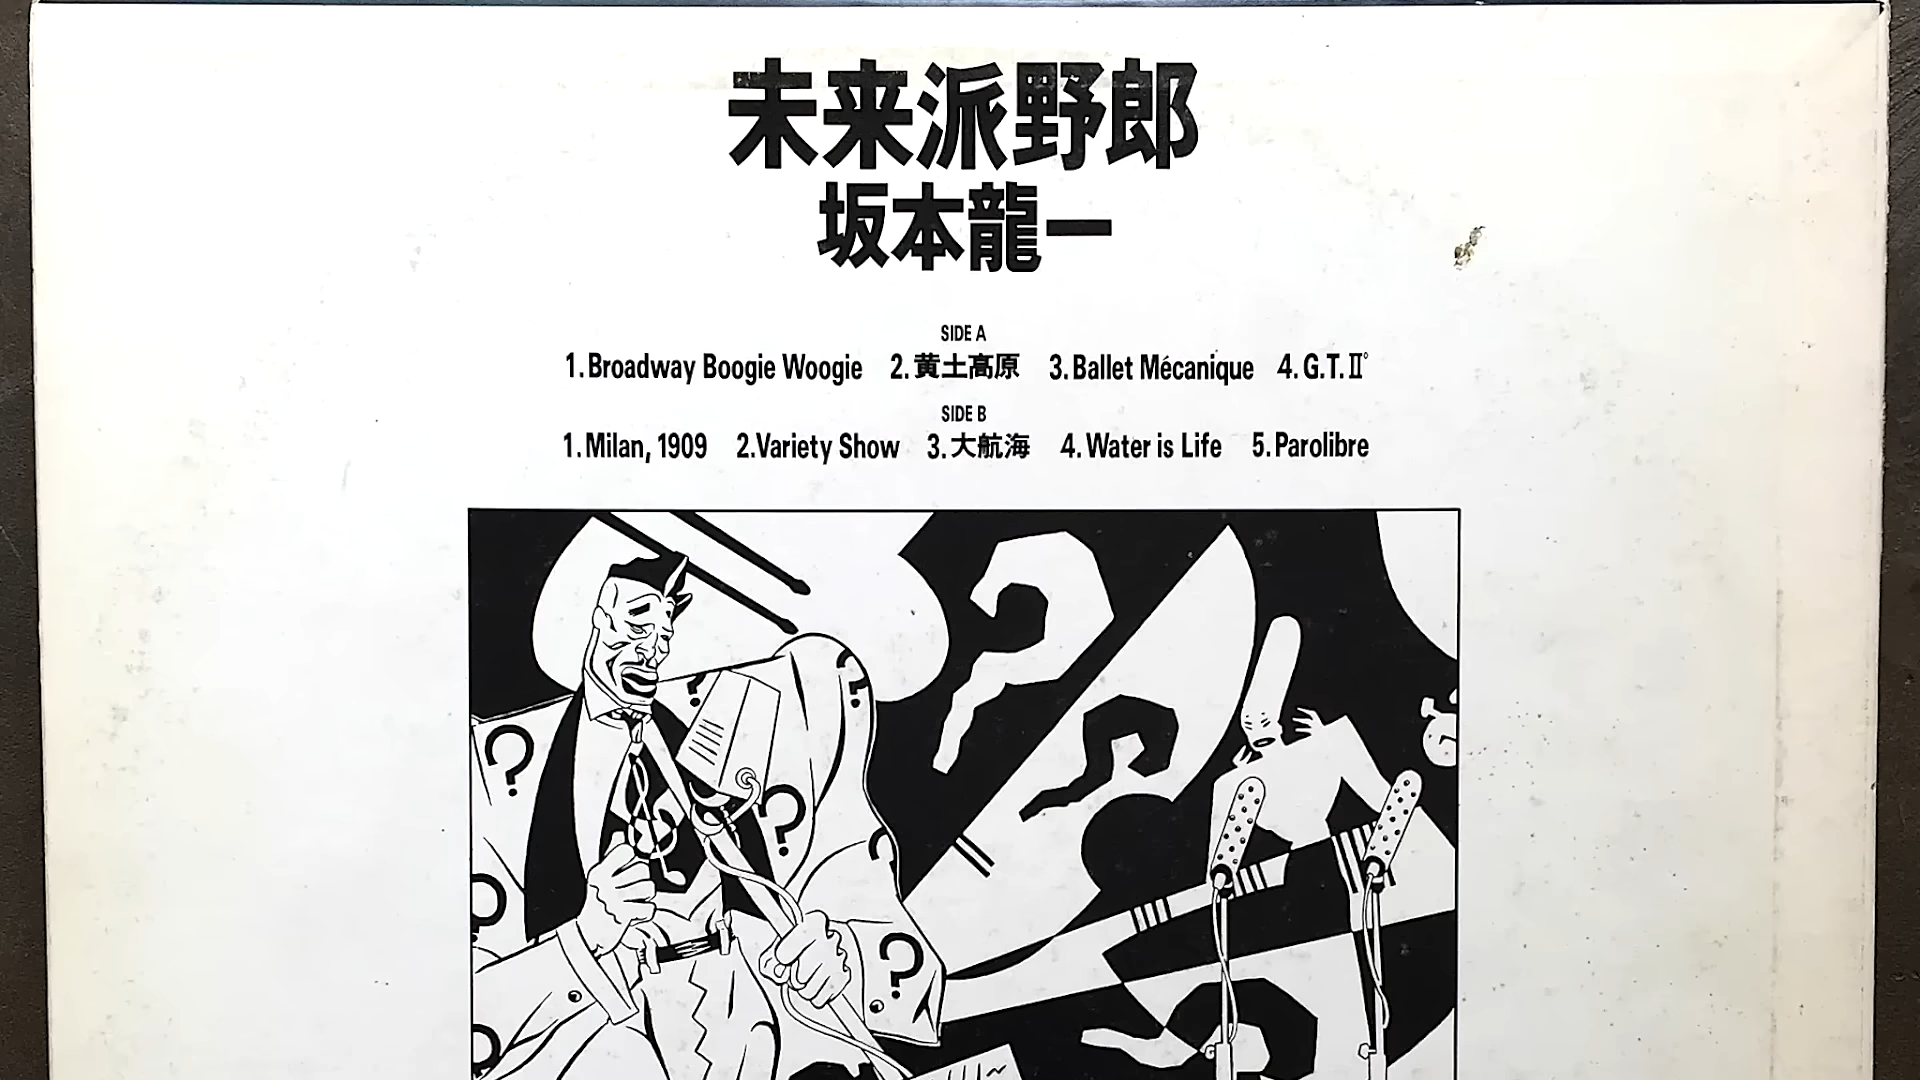 未来派野郎
坂本龍一
SIDE A
1.Broadway Boogie Woogie 2.黄土高原 3.Ballet Mécanique 4.G.T.II°
SIDE B
1.Milan, 1909 2.Variety Show 3.大航海 4.Water is Life 5.Parolibre